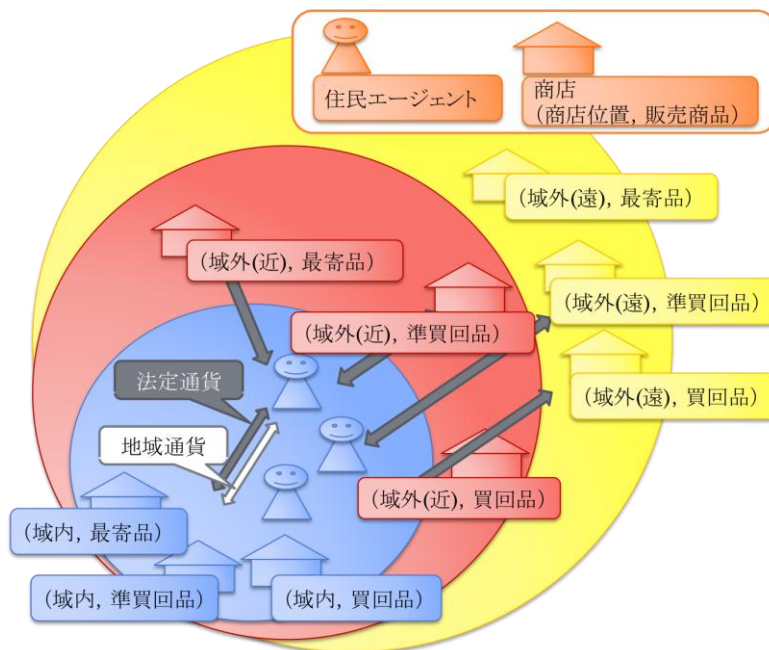 住民エージェント
商店
(商店位置, 販売商品)
(域外(遠), 最寄品)
(域外(近), 最寄品)
(域外(遠), 準買回品)
(域外(近), 準買回品)
法定通貨
(域外(遠), 買回品)
地域通貨
(域外(近), 買回品)
(域内, 最寄品)
(域内, 準買回品)
(域内, 買回品)